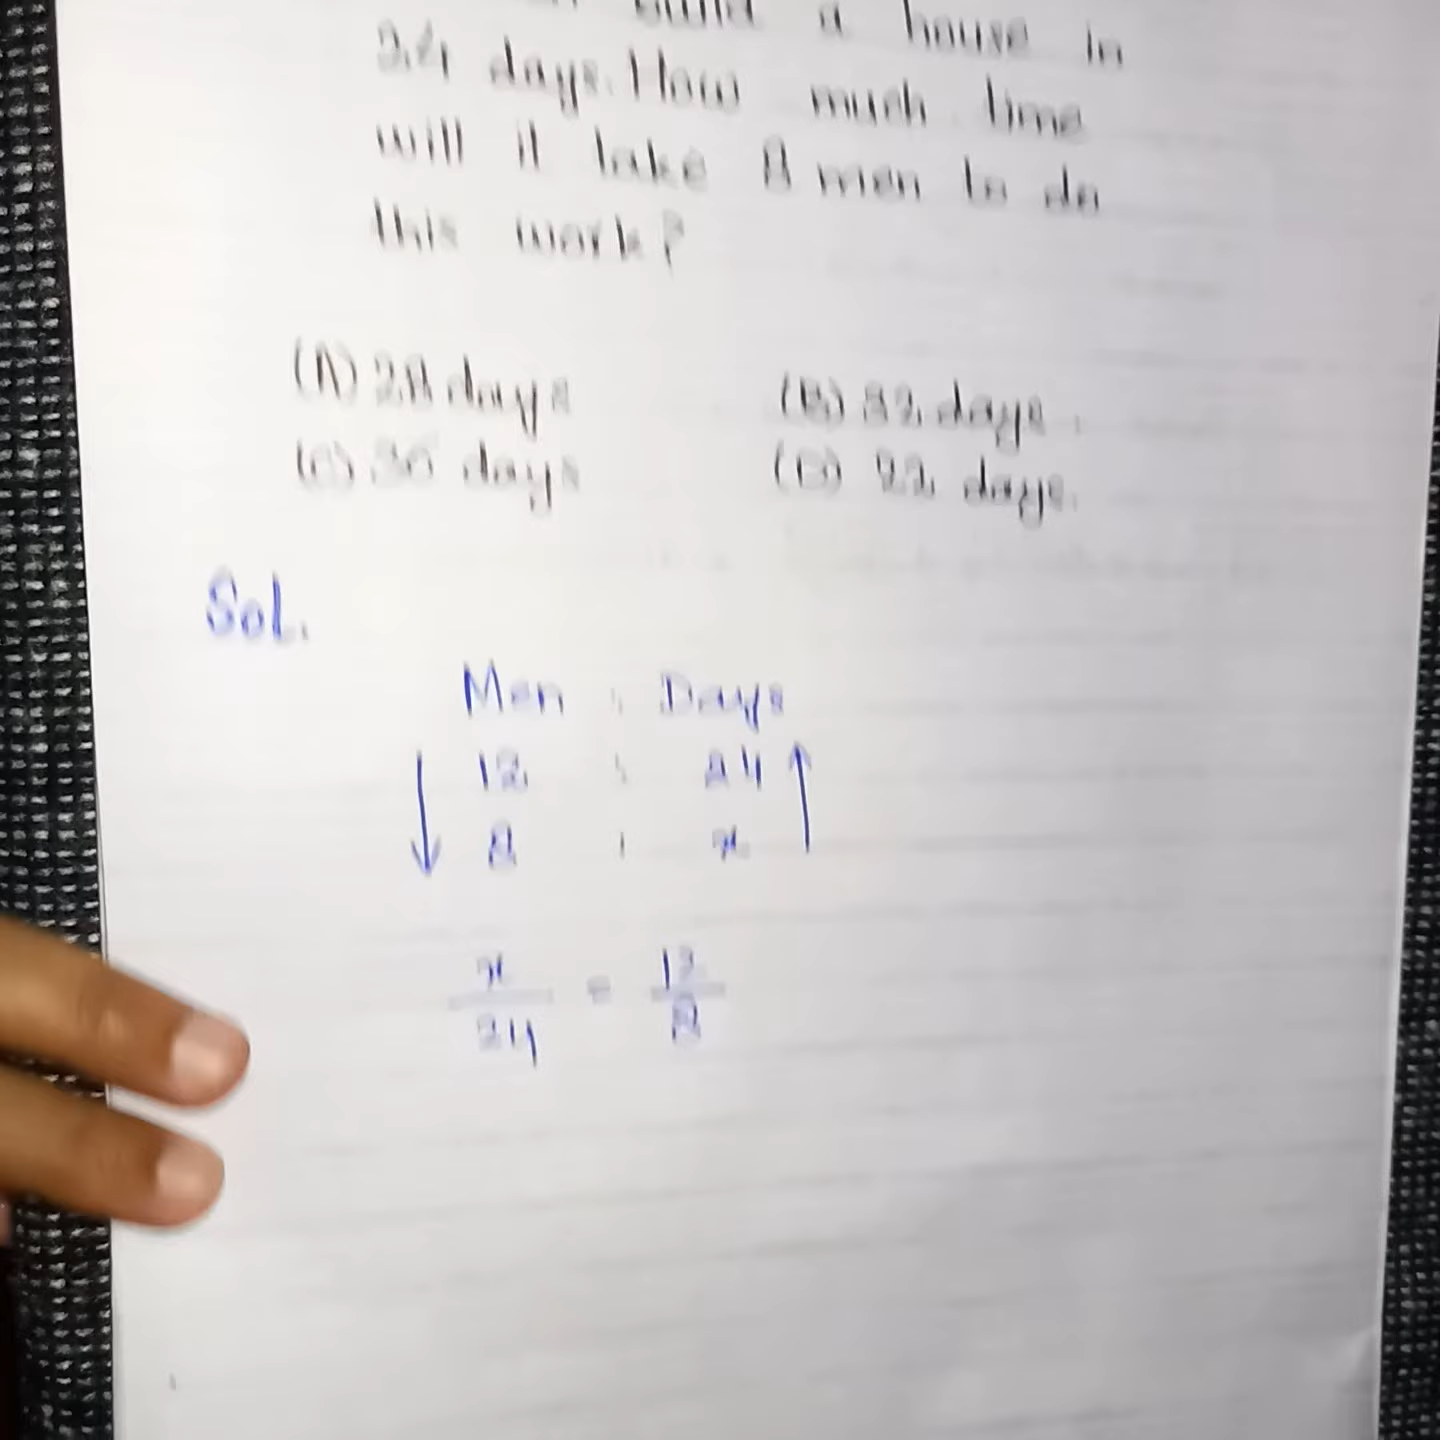 build a house in
24 days. How much time
will it take 8 men to do
this work?
(A) 28 days (B) 32 days.
(C) 36 days (D) 22 days.
Sol.
Men : Days
12 : 24
8 : x
x/24 = 12/8